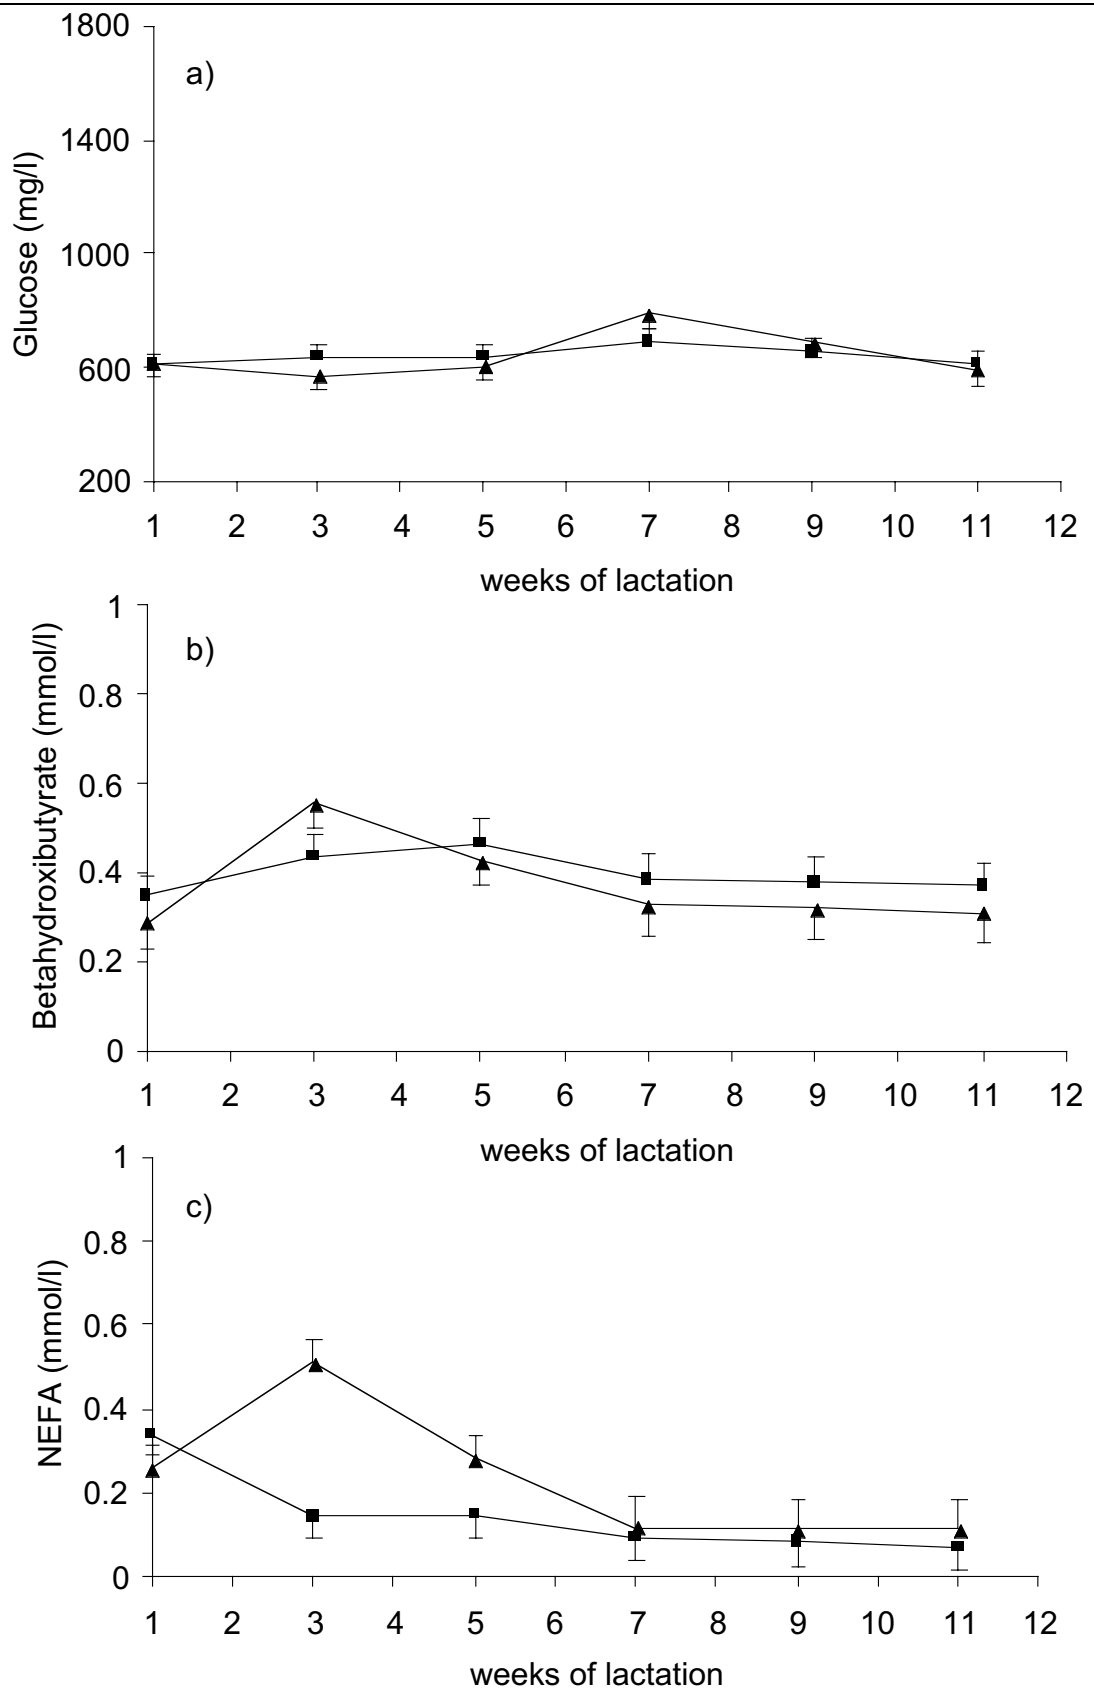 1800
a)
1400
Glucose (mg/l)
1000
600
200
1 2 3 4 5 6 7 8 9 10 11 12
weeks of lactation
1
b)
Betahydroxibutyrate (mmol/l)
0.8
0.6
0.4
0.2
0
1 2 3 4 5 6 7 8 9 10 11 12
weeks of lactation
1
c)
0.8
NEFA (mmol/l)
0.6
0.4
0.2
0
1 2 3 4 5 6 7 8 9 10 11 12
weeks of lactation